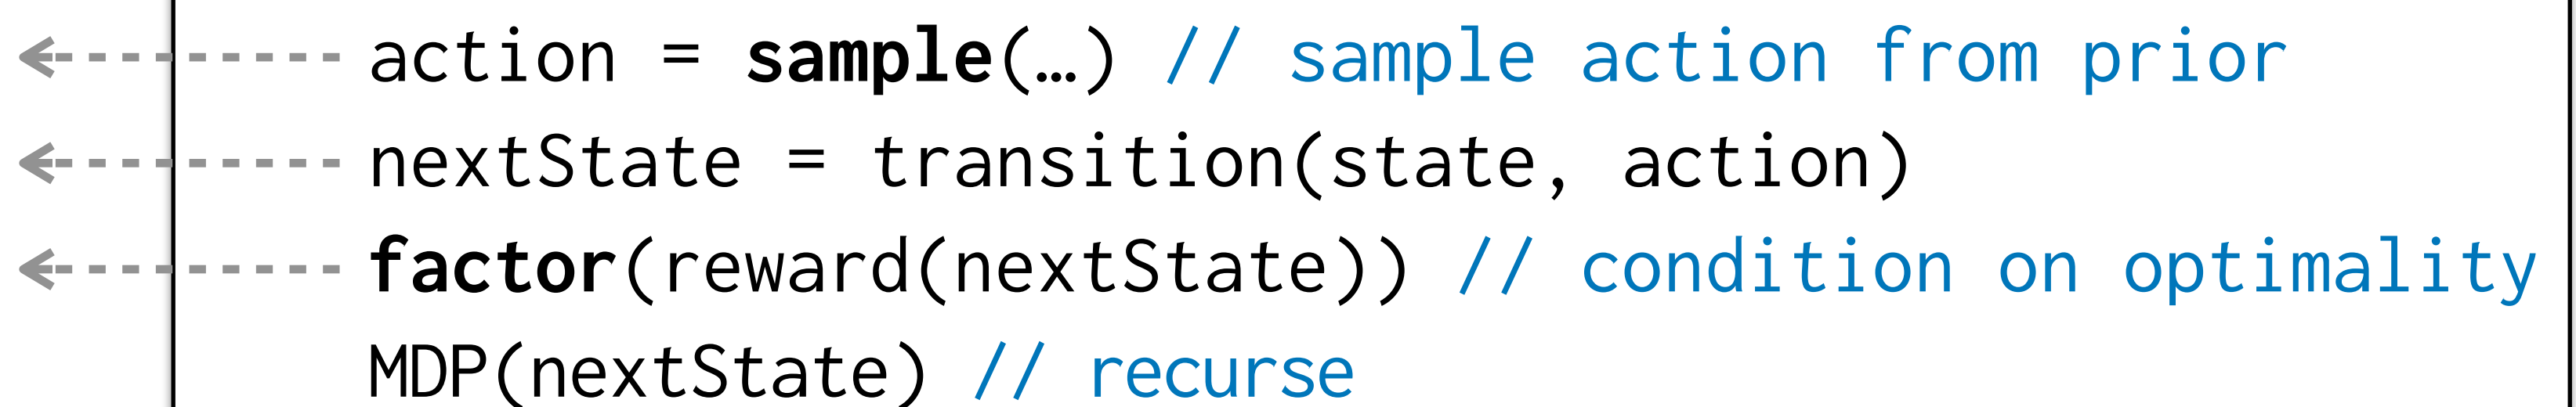 action = sample(…) // sample action from prior
nextState = transition(state, action)
factor(reward(nextState)) // condition on optimality
MDP(nextState) // recurse